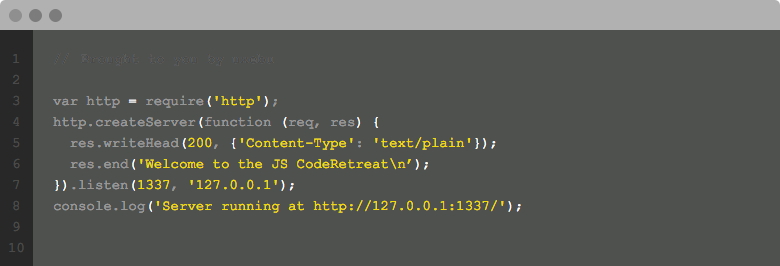 1
2
3 var http = require('http');
4 http.createServer(function (req, res) {
5 res.writeHead(200, {'Content-Type': 'text/plain'});
6 res.end('Welcome to the JS CodeRetreat\n’);
7 }).listen(1337, '127.0.0.1');
8 console.log('Server running at http://127.0.0.1:1337/');
9
10